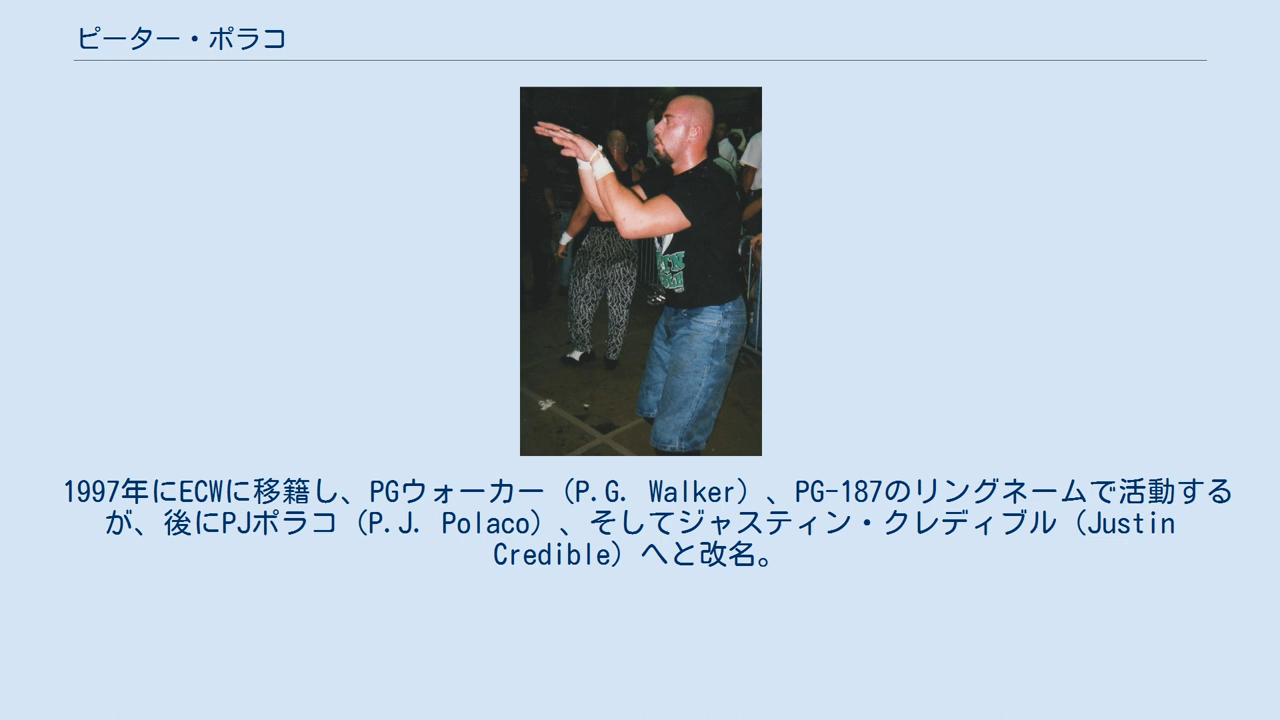 ピーター・ポラコ
1997年にECWに移籍し、PGウォーカー（P.G. Walker）、PG-187のリングネームで活動する
が、後にPJポラコ（P.J. Polaco）、そしてジャスティン・クレディブル（Justin
Credible）へと改名。